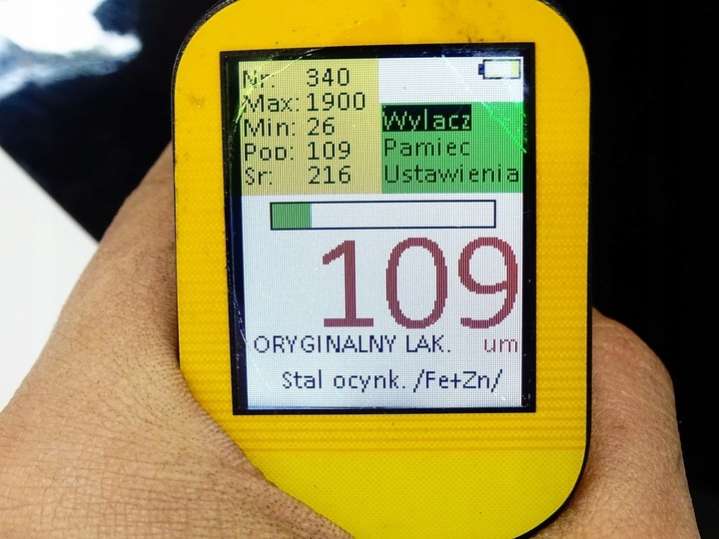 Nr: 340
Max: 1900
Min: 26
Pop: 109
Sr: 216
Wylacz
Pamiec
Ustawienia
109
um
ORYGINALNY LAK.
Stal ocynk. /Fe+Zn/